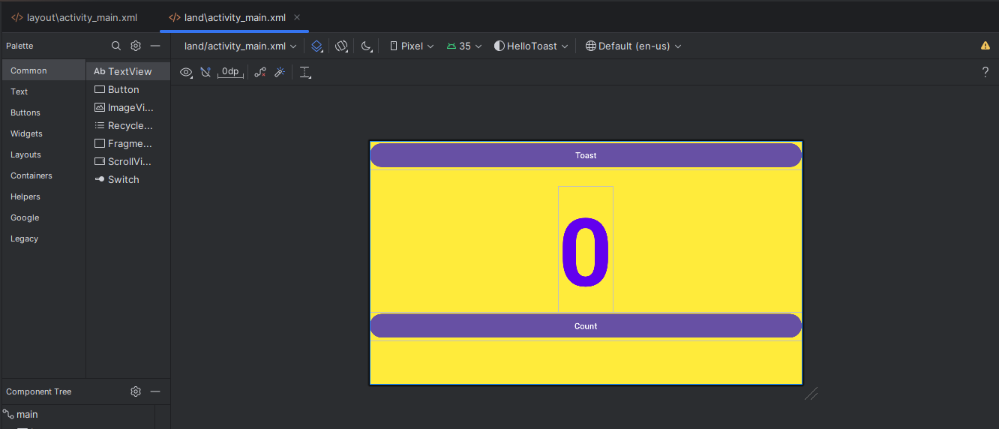 layout\activity_main.xml
land\activity_main.xml
Palette
land/activity_main.xml
Pixel
35
HelloToast
Default (en-us)
Common
Text
Buttons
Widgets
Layouts
Containers
Helpers
Google
Legacy
Ab TextView
Button
ImageVi...
Recycle...
Fragme...
ScrollVi...
Switch
0dp
?
Toast
0
Count
Component Tree
main